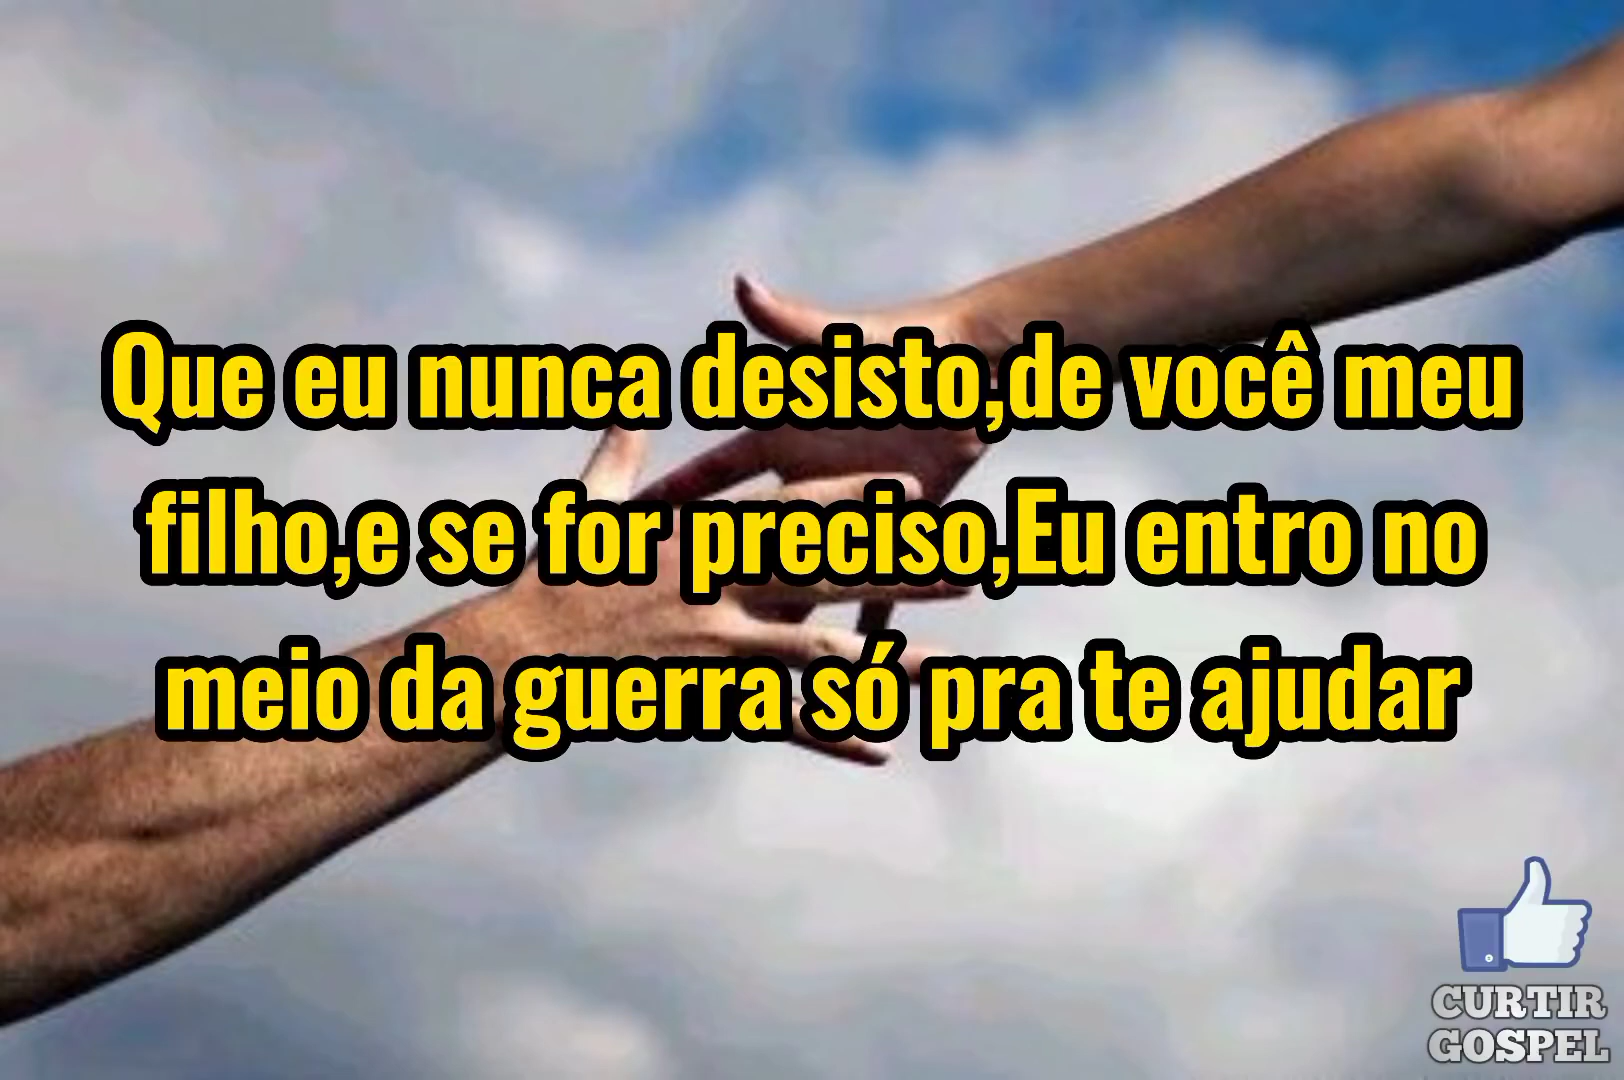 Que eu nunca desisto,de você meu
filho,e se for preciso,Eu entro no
meio da guerra só pra te ajudar
CURTIR
GOSPEL